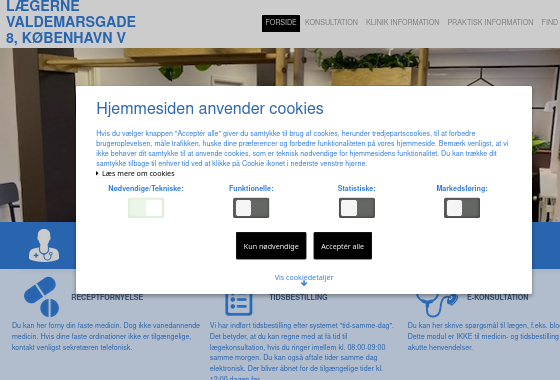 LÆGERNE
VALDEMARSGADE
8, KØBENHAVN V
FORSIDE
KONSULTATION
KLINIK INFORMATION
PRAKTISK INFORMATION
FIND
Hjemmesiden anvender cookies
Hvis du vælger knappen "Acceptér alle" giver du samtykke til brug af cookies, herunder tredjepartscookies, til at forbedre
brugeroplevelsen, måle trafikken, huske dine præferencer og forbedre funktionaliteten på vores hjemmeside. Bemærk venligst, at vi
ikke behøver dit samtykke til at anvende cookies, som er teknisk nødvendige for hjemmesidens funktionalitet. Du kan trække dit
samtykke tilbage til enhver tid ved at klikke på Cookie ikonet i nederste venstre hjørne.
Læs mere om cookies
Nødvendige/Tekniske:
Funktionelle:
Statistiske:
Markedsføring:
Kun nødvendige
Acceptér alle
Vis cookiedetaljer
RECEPTFORNYELSE
TIDSBESTILLING
E-KONSULTATION
Du kan her forny din faste medicin. Dog ikke vanedannende
medicin. Hvis dine faste ordinationer ikke er tilgængelige,
kontakt venligst sekretæren telefonisk.
Vi har indført tidsbestilling efter systemet "tid-samme-dag".
Det betyder, at du kan regne med at få tid til
lægekonsultation, hvis du ringer imellem kl. 08:00-09:00
samme morgen. Du kan også aftale tider samme dag
elektronisk. Der bliver åbnet for de tilgængelige tider kl.
12:00 dagen før
Du kan her skrive spørgsmål til lægen, f.eks. blo
Dette modul er IKKE til medicin- og tidsbestilling
akutte henvendelser.